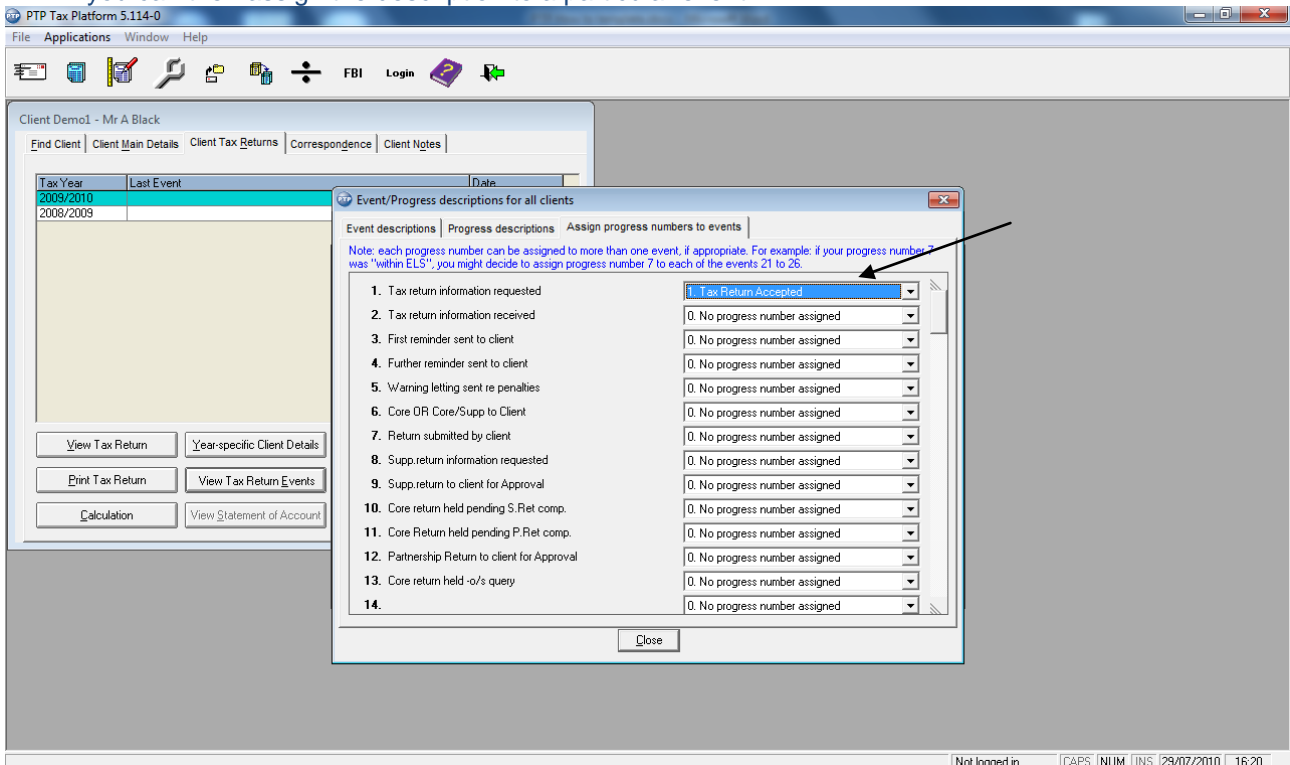 PTP Tax Platform 5.114-0
File Applications Window Help
FBI Login
Client Demo1 - Mr A Black
Find Client Client Main Details Client Tax Returns Correspondence Client Notes
Tax Year Last Event Date
2009/2010
2008/2009
View Tax Return Year-specific Client Details
Print Tax Return View Tax Return Events
Calculation View Statement of Account
Event/Progress descriptions for all clients
Event descriptions Progress descriptions Assign progress numbers to events
Note: each progress number can be assigned to more than one event, if appropriate. For example: if your progress number 7
was "within ELS", you might decide to assign progress number 7 to each of the events 21 to 26.
1. Tax return information requested 1. Tax Return Accepted
2. Tax return information received 0. No progress number assigned
3. First reminder sent to client 0. No progress number assigned
4. Further reminder sent to client 0. No progress number assigned
5. Warning letting sent re penalties 0. No progress number assigned
6. Core OR Core/Supp to Client 0. No progress number assigned
7. Return submitted by client 0. No progress number assigned
8. Supp.return information requested 0. No progress number assigned
9. Supp.return to client for Approval 0. No progress number assigned
10. Core return held pending S.Ret comp. 0. No progress number assigned
11. Core Return held pending P.Ret comp. 0. No progress number assigned
12. Partnership Return to client for Approval 0. No progress number assigned
13. Core return held -o/s query 0. No progress number assigned
14. 0. No progress number assigned
Close
Not logged in CAPS NUM INS 29/07/2010 16:20